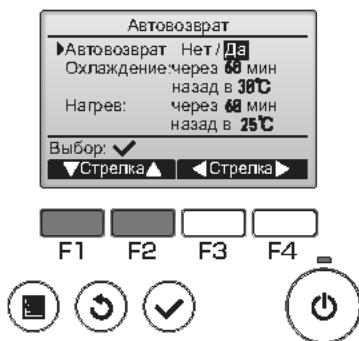 Автовозврат
Автовозврат Нет / Да
Охлаждение: через 60 мин
назад в 30°C
Нагрев: через 60 мин
назад в 25°C
Выбор: ✓
▼Стрелка▲ ◀Стрелка▶
F1 F2 F3 F4